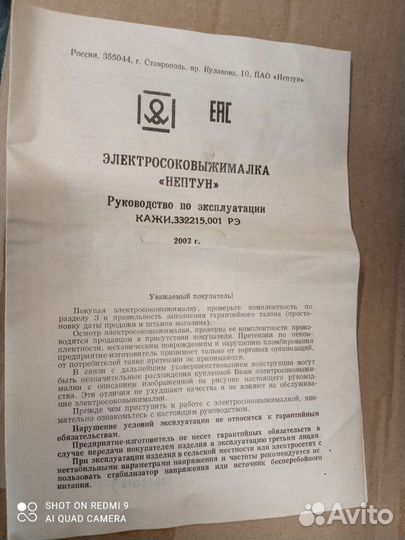 Россия, 355044, г. Ставрополь, пр. Кулакова, 10, ПАО «Нептун»
ЕАС
ЭЛЕКТРОСОКОВЫЖИМАЛКА
«НЕПТУН»
Руководство по эксплуатации
КАЖИ.332215.001 РЭ
2007 г.
Уважаемый покупатель!
Покупая электросоковыжималку, проверьте комплектность по
разделу 3 и правильность заполнения гарантийного талона (проста-
новку даты продажи и штампа магазина).
Осмотр электросоковыжималки, проверка ее комплектности произ-
водятся продавцом в присутствии покупателя. Претензии по неком-
плектности, механическим повреждениям и нарушению пломбирования
предприятие-изготовитель принимает только от торговых организаций,
от потребителей такие претензии не принимаются.
В связи с дальнейшим усовершенствованием конструкции могут
быть незначительные расхождения купленной Вами электросоковыжи-
малки с описанием изображенной на рисунке настоящего руковод-
ства. Эти отличия не ухудшают качества и не влияют на обслужива-
ние электросоковыжималки.
Прежде чем приступить к работе с электросоковыжималкой, вни-
мательно ознакомьтесь с настоящим руководством.
Нарушение условий эксплуатации не относится к гарантийным
обязательствам.
Предприятие-изготовитель не несет гарантийных обязательств в
случае передачи покупателем изделия в эксплуатацию третьим лицам.
При эксплуатации изделия в сельской местности или электросетях с
нестабильными параметрами напряжения и частоты рекомендуется ис
пользовать стабилизатор напряжения или источник бесперебойного
питания.
SHOT ON REDMI 9
AI QUAD CAMERA
Avito